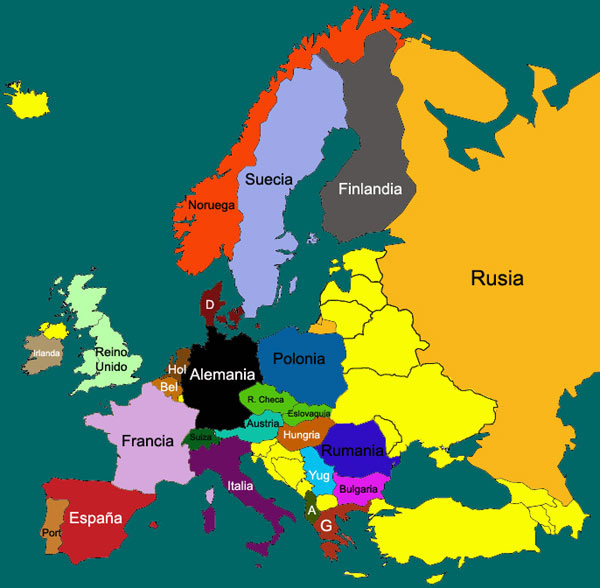 Suecia
Finlandia
Noruega
Rusia
D
Irlanda
Reino
Unido
Hol
Bel
Alemania
Polonia
R. Checa
Eslovaquia
Austria
Suiza
Hungria
Francia
Rumania
Italia
Yug
Bulgaria
A
G
España
Port